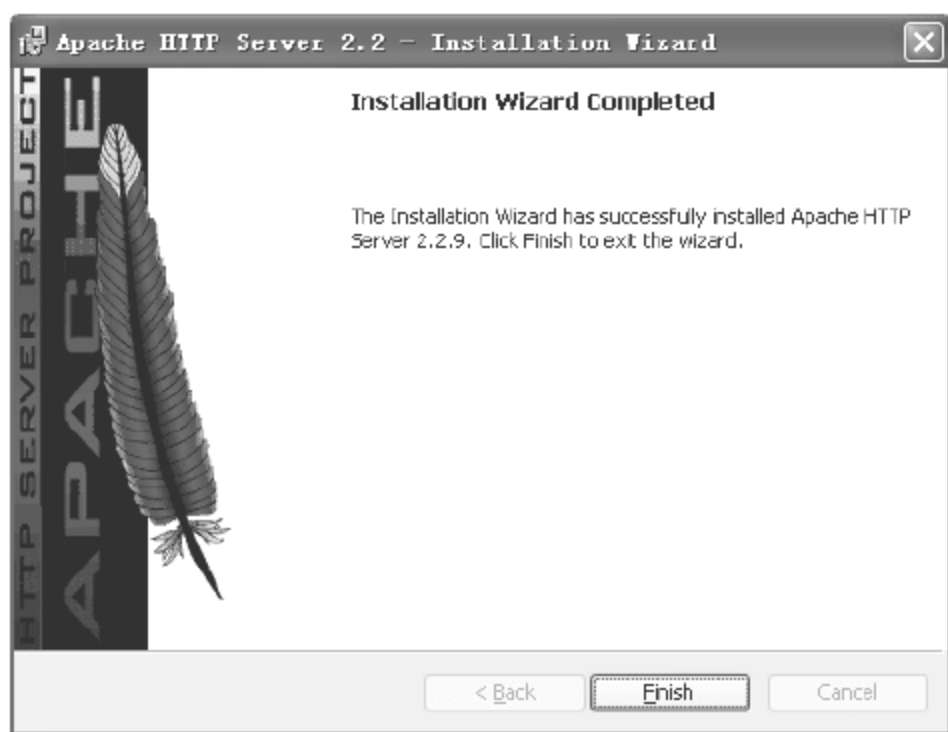 Apache HTTP Server 2.2 - Installation Wizard
HTTP SERVER PROJECT
APACHE
Installation Wizard Completed
The Installation Wizard has successfully installed Apache HTTP
Server 2.2.9. Click Finish to exit the wizard.
< Back
Finish
Cancel